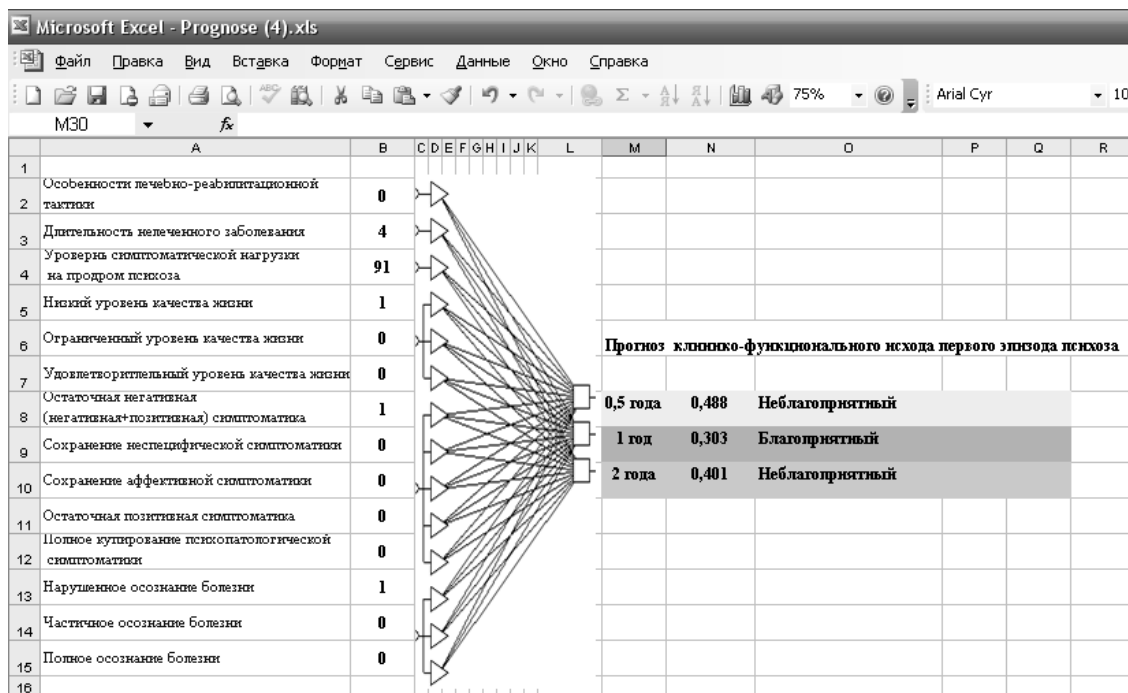 Microsoft Excel - Prognose (4).xls
Файл Правка Вид Вставка Формат Сервис Данные Окно Справка
75% Arial Cyr 10
M30 fx
A B C D E F G H I J K L M N O P Q R
1
2 Особенности лечебно-реабилитационной
тактики 0
3 Длительность нелеченного заболевания 4
4 Уровернь симптоматической нагрузки
на продром психоза 91
5 Низкий уровень качества жизни 1
6 Ограниченный уровень качества жизни 0 Прогноз клинико-функционального исхода первого эпизода психоза
7 Удовлетворитлельный уровень качества жизни 0
8 Остаточная негативная
(негативная+позитивная) симптоматика 1 0,5 года 0,488 Неблагоприятный
9 Сохранение неспецифической симптоматики 0 1 год 0,303 Благоприятный
10 Сохранение аффективной симптоматики 0 2 года 0,401 Неблагоприятный
11 Остаточная позитивная симптоматика 0
12 Полное купирование психопатологической
симптоматики 0
13 Нарушенное осознание болезни 1
14 Частичное осознание болезни 0
15 Полное осознание болезни 0
16